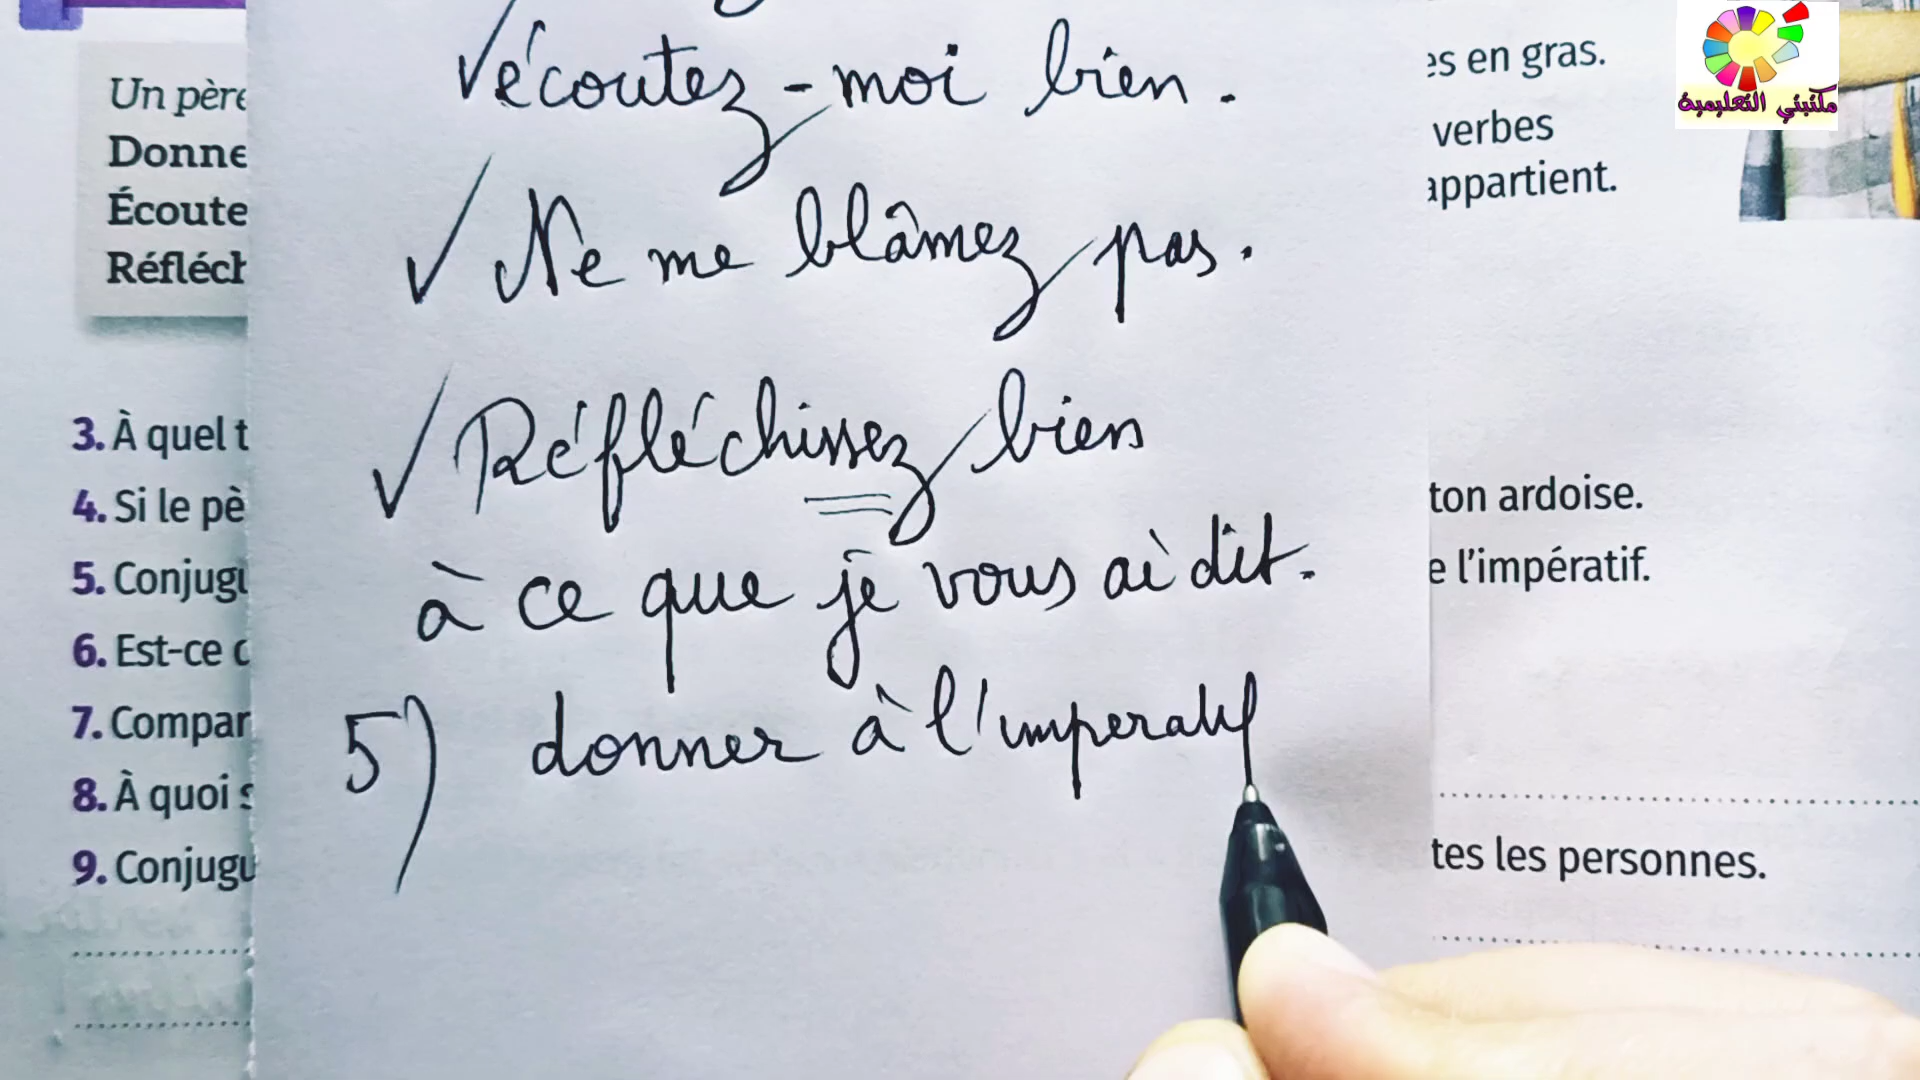 écoutez-moi bien.
Ne me blâmez pas.
Réfléchissez bien
à ce que je vous ai dit.
5) donner à l'imperatif
Un père
Donne
Écoute
Réfléch
3. À quel t
4. Si le pè
5. Conjugu
6. Est-ce
7. Compar
8. À quoi s
9. Conjugu
es en gras.
verbes
appartient.
ton ardoise.
e l'impératif.
tes les personnes.
مكتبتي التعليمية